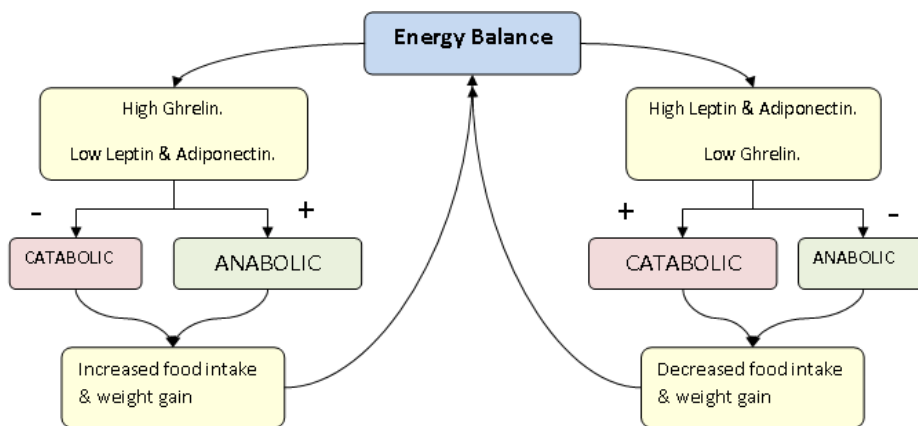 Energy Balance
High Ghrelin.
Low Leptin & Adiponectin.
High Leptin & Adiponectin.
Low Ghrelin.
-
+
+
-
CATABOLIC
ANABOLIC
CATABOLIC
ANABOLIC
Increased food intake
& weight gain
Decreased food intake
& weight gain